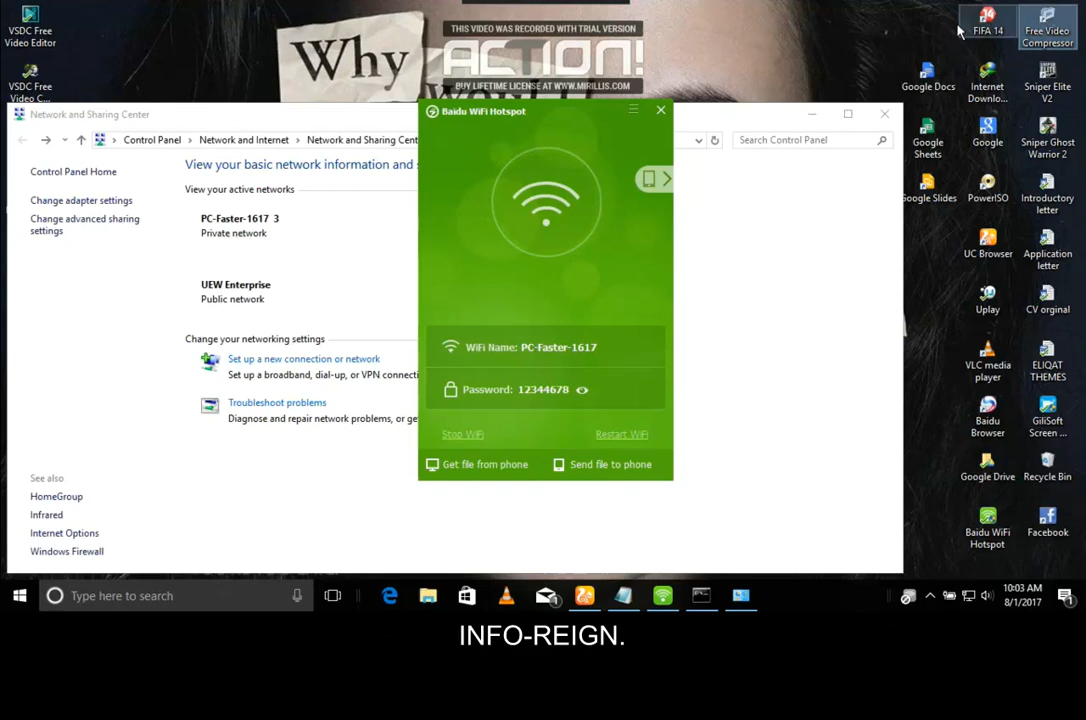 VSDC Free
Video Editor
VSDC Free
Video C...
Why
THIS VIDEO WAS RECORDED WITH TRIAL VERSION
ACTION!
BUY LIFETIME LICENSE AT WWW.MIRILLIS.COM
14
FIFA 14
Free Video
Compressor
Google Docs
Internet
Downlo...
Sniper Elite
V2
Google
Sheets
Google
Sniper Ghost
Warrior 2
Google Slides
PowerISO
Introductory
letter
UC Browser
Application
letter
Uplay
CV orginal
VLC media
player
ELIQAT
THEMES
Baidu
Browser
GiliSoft
Screen ...
Google Drive
Recycle Bin
Baidu WiFi
Hotspot
Facebook
Network and Sharing Center
Control Panel
Network and Internet
Network and Sharing Cent
Search Control Panel
Control Panel Home
Change adapter settings
Change advanced sharing
settings
See also
HomeGroup
Infrared
Internet Options
Windows Firewall
View your basic network information and s
View your active networks
PC-Faster-1617 3
Private network
UEW Enterprise
Public network
Change your networking settings
Set up a new connection or network
Set up a broadband, dial-up, or VPN connecti
Troubleshoot problems
Diagnose and repair network problems, or ge
Baidu WiFi Hotspot
WiFi Name: PC-Faster-1617
Password: 12344678
Stop WiFi
Restart WiFi
Get file from phone
Send file to phone
Type here to search
1
10:03 AM
8/1/2017
1
INFO-REIGN.